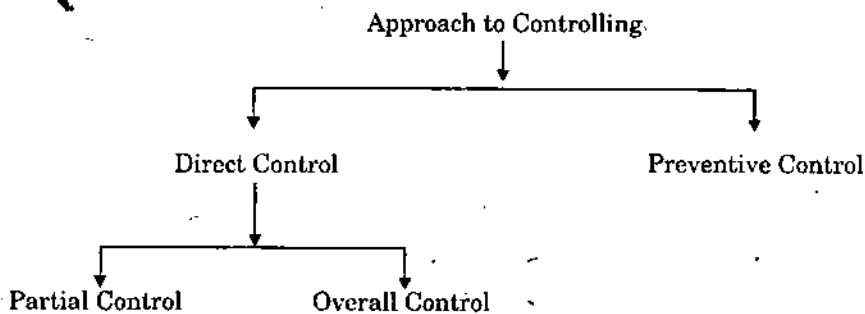 Approach to Controlling
Direct Control
Preventive Control
Partial Control
Overall Control